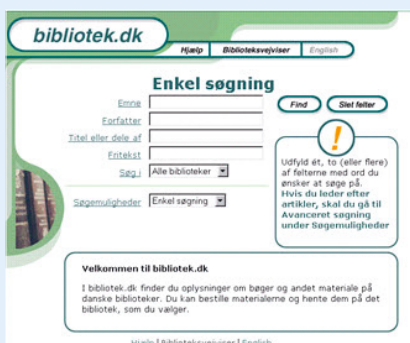 bibliotek.dk
Hjælp Biblioteksvejviser English
Enkel søgning
Emne
Forfatter
Titel eller dele af
Fritekst
Søg i Alle biblioteker
Søgemuligheder Enkel søgning
Find Slet felter
!
Udfyld ét, to (eller flere)
af felterne med ord du
ønsker at søge på.
Hvis du leder efter
artikler, skal du gå til
Avanceret søgning
under Søgemuligheder
Velkommen til bibliotek.dk
I bibliotek.dk finder du oplysninger om bøger og andet materiale på
danske biblioteker. Du kan bestille materialerne og hente dem på det
bibliotek, som du vælger.
Hjælp | Biblioteksvejviser | English